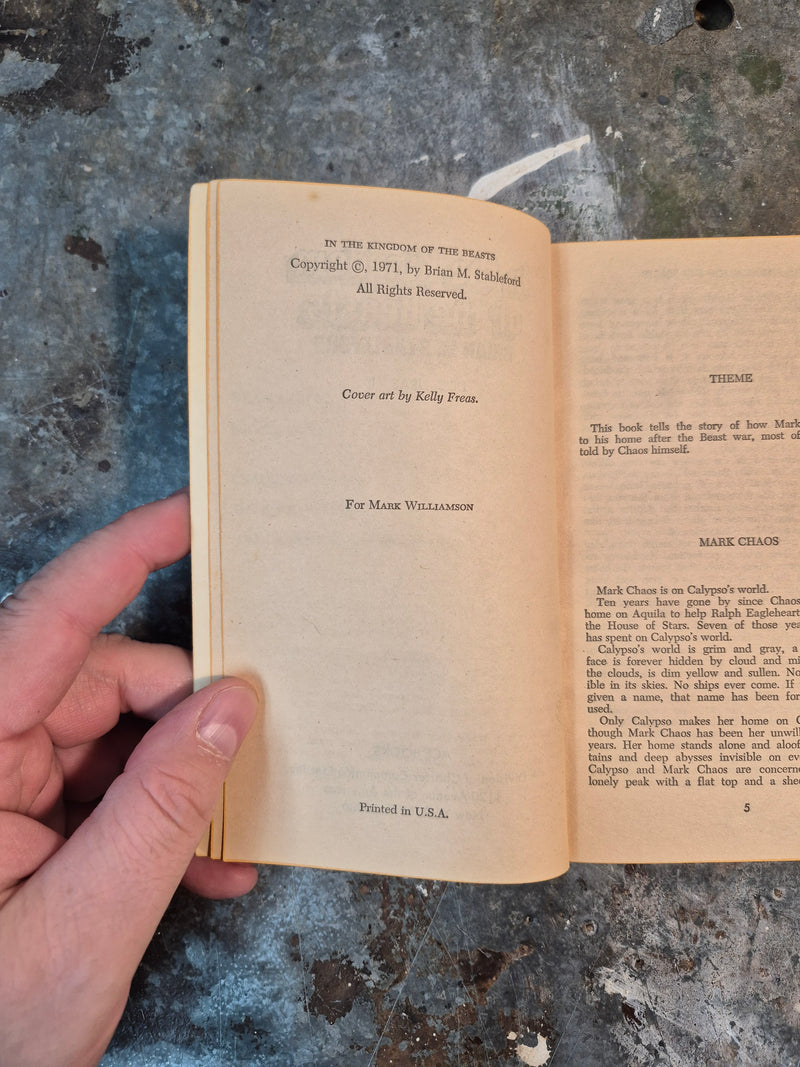 IN THE KINGDOM OF THE BEASTS
Copyright ©, 1971, by Brian M. Stableford
All Rights Reserved.
Cover art by Kelly Freas.
For Mark Williamson
Printed in U.S.A.
THEME
This book tells the story of how Mark
to his home after the Beast war, most of
told by Chaos himself.
MARK CHAOS
Mark Chaos is on Calypso's world.
Ten years have gone by since Chaos
home on Aquila to help Ralph Eagleheart
the House of Stars. Seven of those
has spent on Calypso's world.
Calypso's world is grim and gray, a
face is forever hidden by cloud and
the clouds, is dim yellow and sullen. No
ible in its skies. No ships ever come. If
given a name, that name has been
used.
Only Calypso makes her home on
though Mark Chaos has been her
years. Her home stands alone and aloof
tains and deep abysses invisible on
Calypso and Mark Chaos are
lonely peak with a flat top and a
5